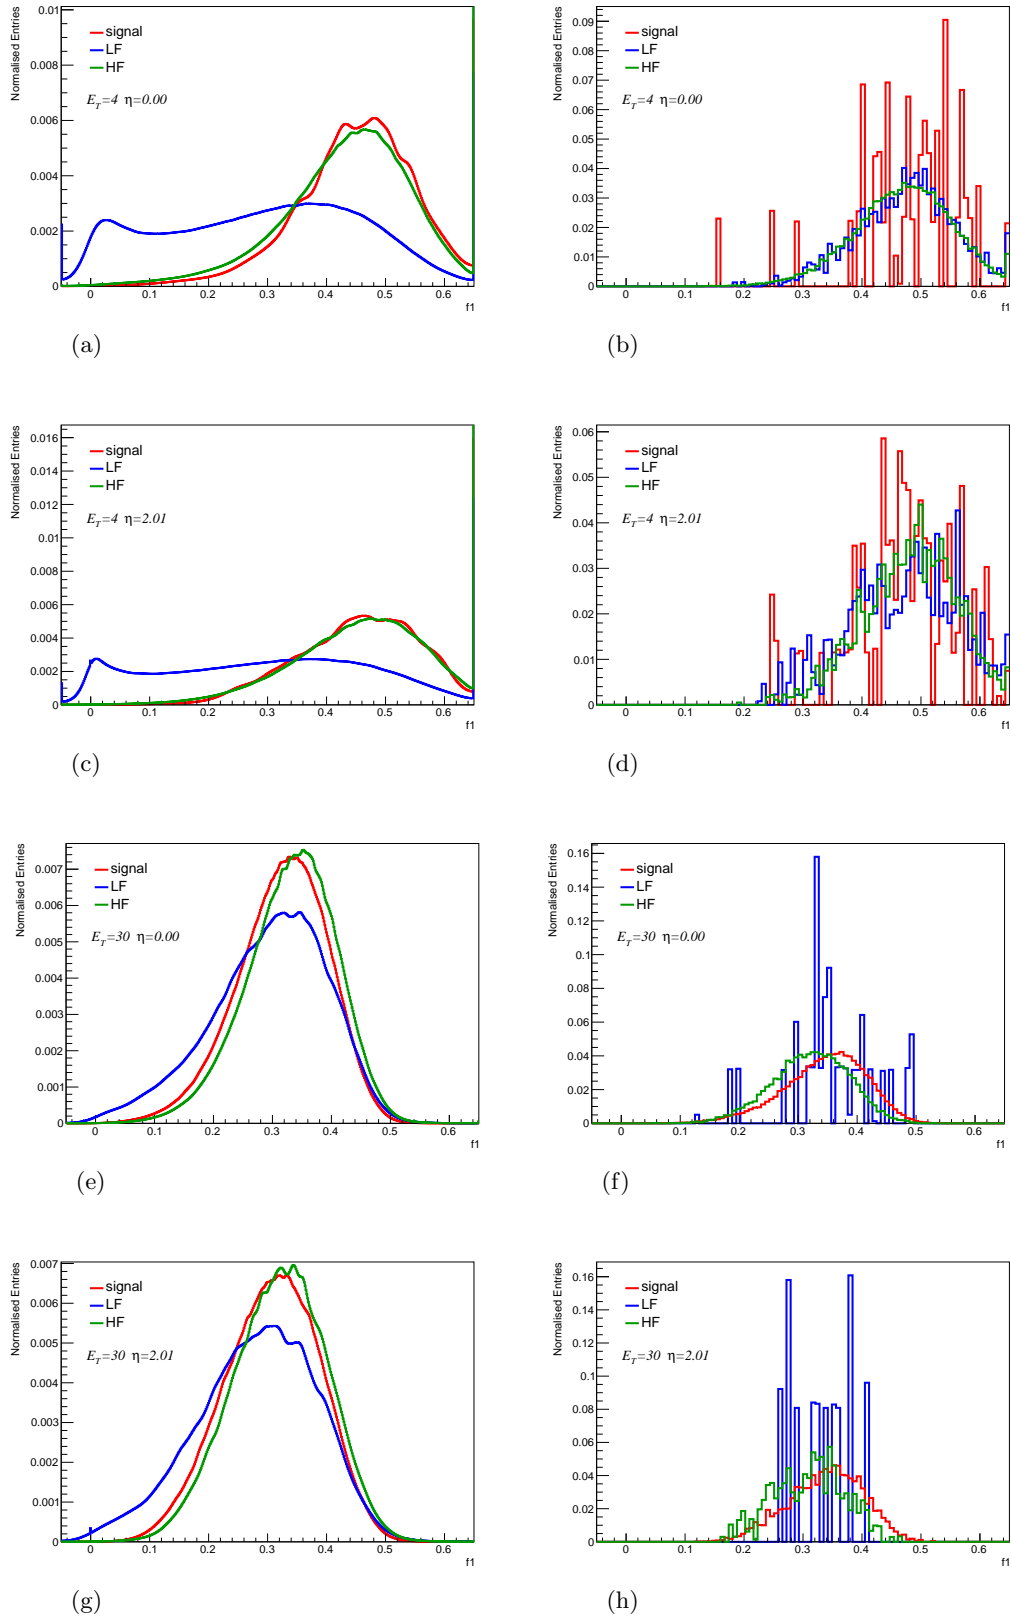 Normalised Entries
0.01
0.008
0.006
0.004
0.002
0
signal
LF
HF
E_T=4 η=0.00
0 0.1 0.2 0.3 0.4 0.5 0.6
f1
(a)
Normalised Entries
0.09
0.08
0.07
0.06
0.05
0.04
0.03
0.02
0.01
0
signal
LF
HF
E_T=4 η=0.00
0 0.1 0.2 0.3 0.4 0.5 0.6
f1
(b)
Normalised Entries
0.016
0.014
0.012
0.01
0.008
0.006
0.004
0.002
0
signal
LF
HF
E_T=4 η=2.01
0 0.1 0.2 0.3 0.4 0.5 0.6
f1
(c)
Normalised Entries
0.06
0.05
0.04
0.03
0.02
0.01
0
signal
LF
HF
E_T=4 η=2.01
0 0.1 0.2 0.3 0.4 0.5 0.6
f1
(d)
Normalised Entries
0.007
0.006
0.005
0.004
0.003
0.002
0.001
0
signal
LF
HF
E_T=30 η=0.00
0 0.1 0.2 0.3 0.4 0.5 0.6
f1
(e)
Normalised Entries
0.16
0.14
0.12
0.1
0.08
0.06
0.04
0.02
0
signal
LF
HF
E_T=30 η=0.00
0 0.1 0.2 0.3 0.4 0.5 0.6
f1
(f)
Normalised Entries
0.007
0.006
0.005
0.004
0.003
0.002
0.001
0
signal
LF
HF
E_T=30 η=2.01
0 0.1 0.2 0.3 0.4 0.5 0.6
f1
(g)
Normalised Entries
0.16
0.14
0.12
0.1
0.08
0.06
0.04
0.02
0
signal
LF
HF
E_T=30 η=2.01
0 0.1 0.2 0.3 0.4 0.5 0.6
f1
(h)